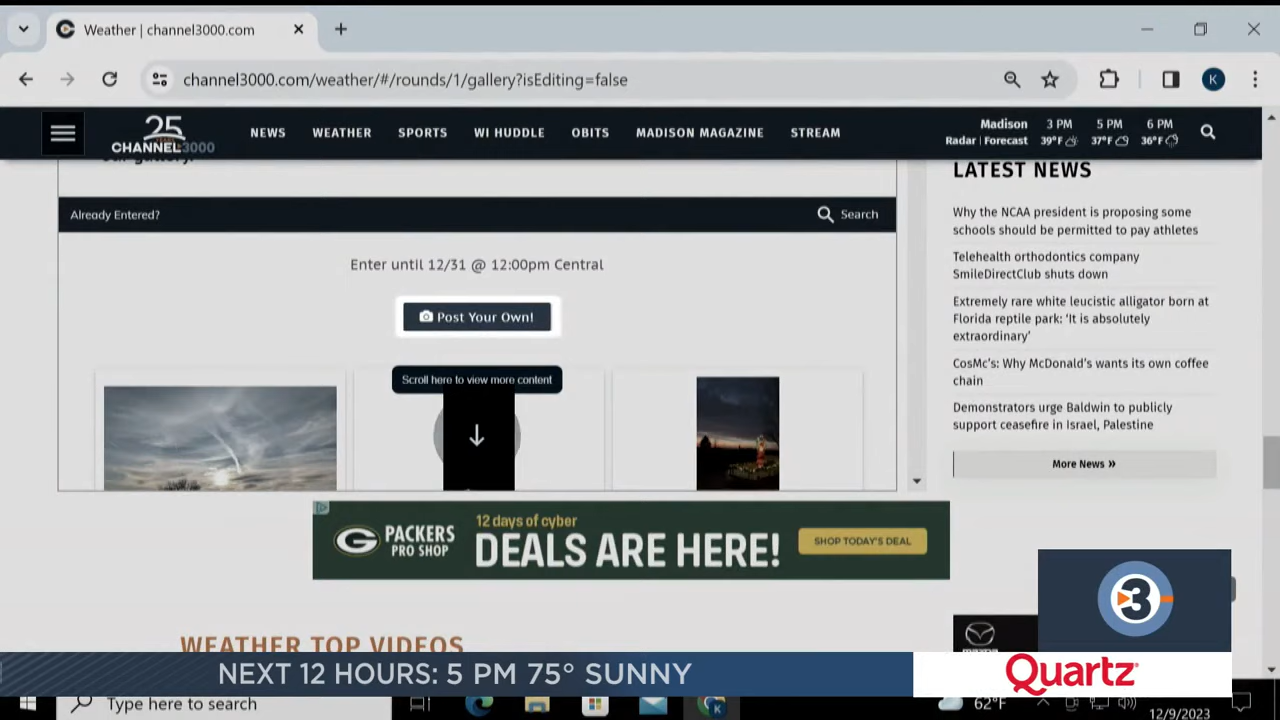 Weather | channel3000.com
channel3000.com/weather/#/rounds/1/gallery?isEditing=false
K
25
CHANNEL3000
NEWS WEATHER SPORTS WI HUDDLE OBITS MADISON MAGAZINE STREAM
Madison 3 PM 5 PM 6 PM
Radar | Forecast 39°F 37°F 36°F
our gallery.
Already Entered?
Search
Enter until 12/31 @ 12:00pm Central
Post Your Own!
Scroll here to view more content
LATEST NEWS
Why the NCAA president is proposing some
schools should be permitted to pay athletes
Telehealth orthodontics company
SmileDirectClub shuts down
Extremely rare white leucistic alligator born at
Florida reptile park: ‘It is absolutely
extraordinary’
CosMc’s: Why McDonald’s wants its own coffee
chain
Demonstrators urge Baldwin to publicly
support ceasefire in Israel, Palestine
More News »
G PACKERS
PRO SHOP
12 days of cyber
DEALS ARE HERE!
SHOP TODAY'S DEAL
WEATHER TOP VIDEOS
3
mazda
NEXT 12 HOURS: 5 PM 75° SUNNY
Quartz
Type here to search
K
62°F
12/9/2023